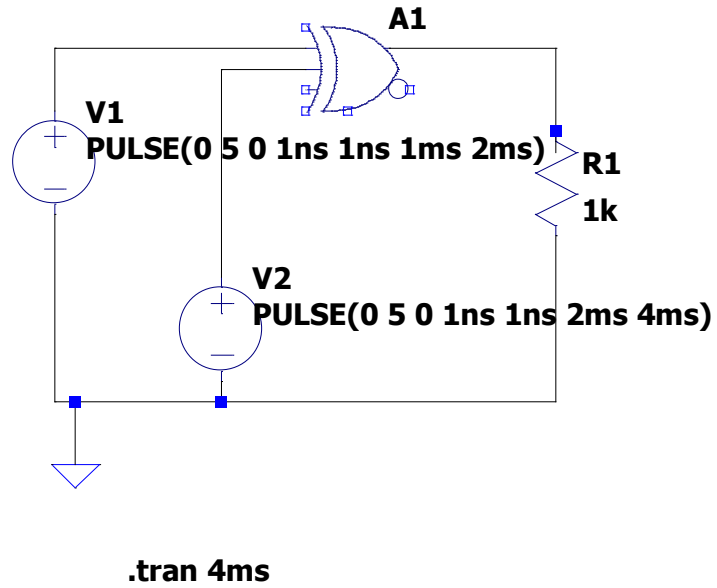 A1
V1
PULSE(0 5 0 1ns 1ns 1ms 2ms)
R1
1k
V2
PULSE(0 5 0 1ns 1ns 2ms 4ms)
.tran 4ms